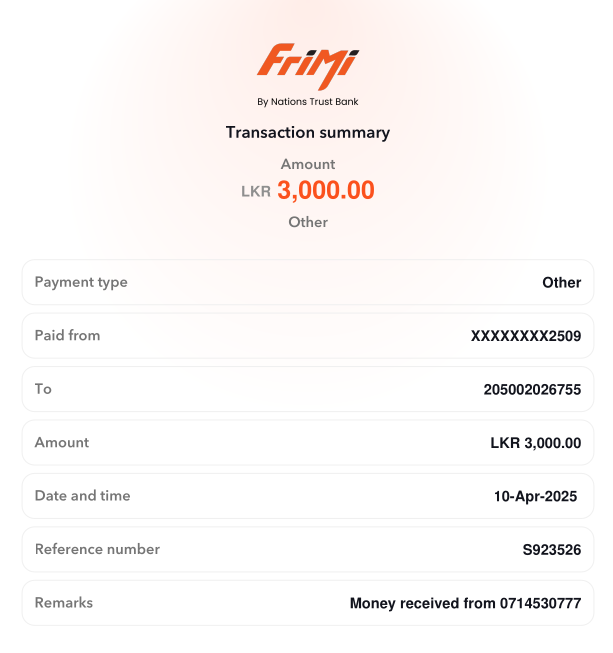 FriMi
By Nations Trust Bank
Transaction summary
Amount
LKR 3,000.00
Other
Payment type Other
Paid from XXXXXXXX2509
To 205002026755
Amount LKR 3,000.00
Date and time 10-Apr-2025
Reference number S923526
Remarks Money received from 0714530777